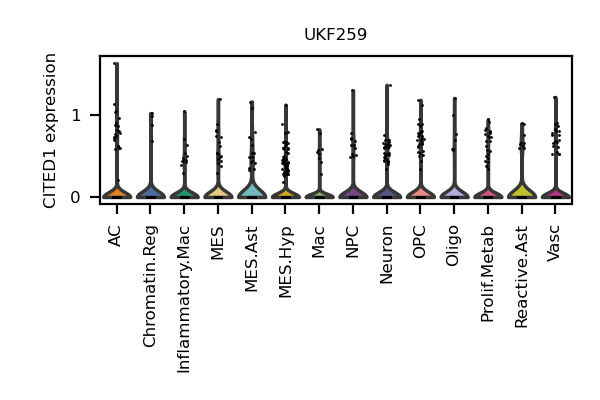 UKF259
CITED1 expression
1
0
AC
Chromatin.Reg
Inflammatory.Mac
MES
MES.Ast
MES.Hyp
Mac
NPC
Neuron
OPC
Oligo
Prolif.Metab
Reactive.Ast
Vasc